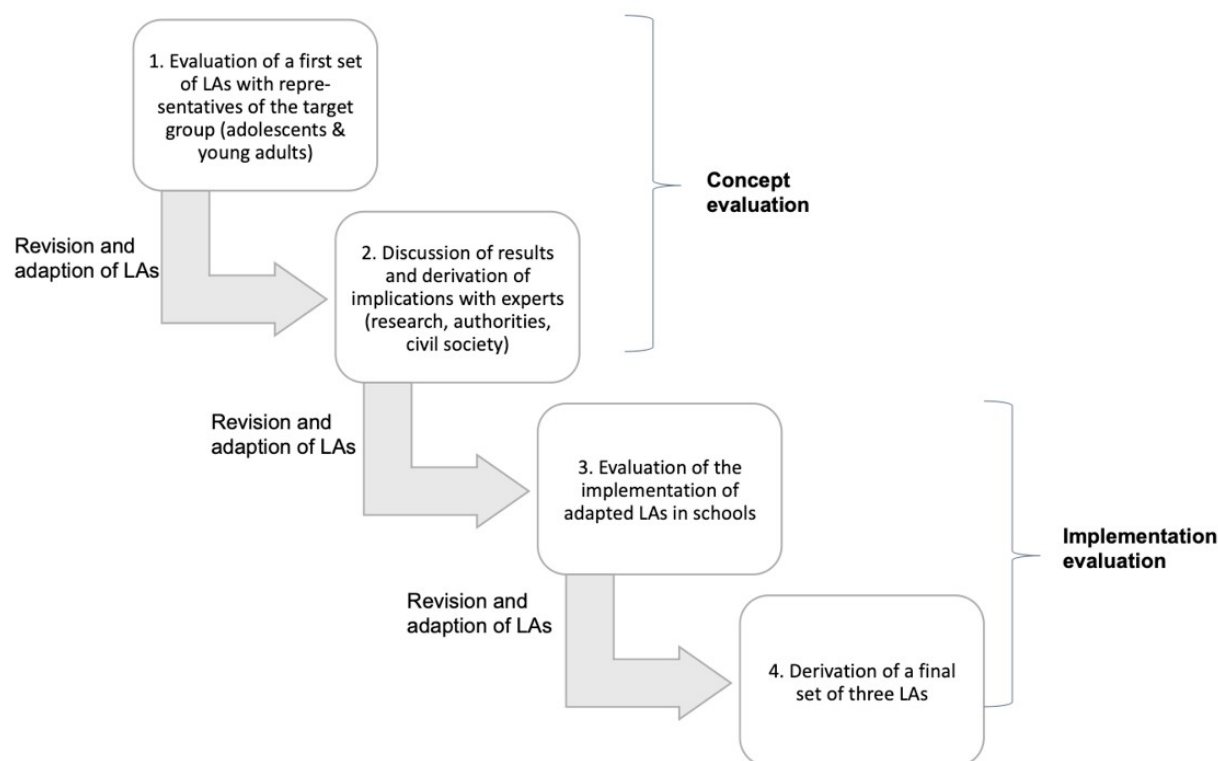 1. Evaluation of a first set
of LAs with repre-
sentatives of the target
group (adolescents &
young adults)
Concept
evaluation
Revision and
adaption of LAs
2. Discussion of results
and derivation of
implications with experts
(research, authorities,
civil society)
Revision and
adaption of LAs
3. Evaluation of the
implementation of
adapted LAs in schools
Implementation
evaluation
Revision and
adaption of LAs
4. Derivation of a final
set of three LAs